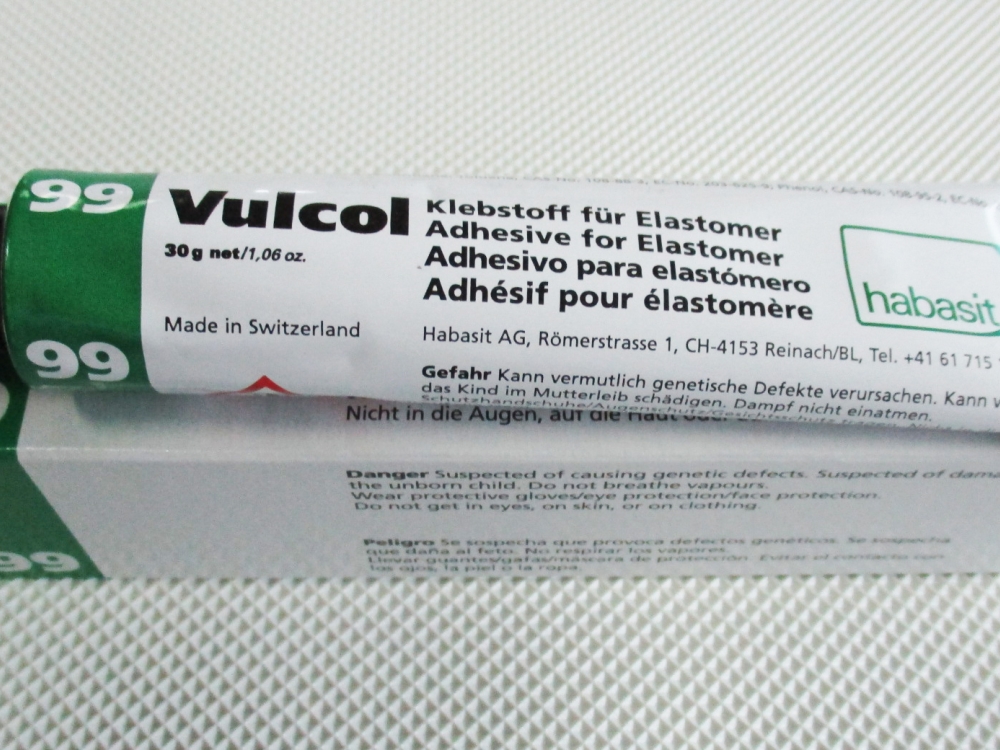 99
Vulcol
30 g net/1,06 oz.
Made in Switzerland
99
Klebstoff für Elastomer
Adhesive for Elastomer
Adhesivo para elastómero
Adhésif pour élastomère
habasit
Habasit AG, Römerstrasse 1, CH-4153 Reinach/BL, Tel. +41 61 715
Gefahr Kann vermutlich genetische Defekte verursachen. Kann
das Kind im Mutterleib schädigen. Dampf nicht einatmen.
Schutzhandschuhe/Augenschutz/Gesichtsschutz tragen.
Nicht in die Augen, auf die Haut oder
Danger Suspected of causing genetic defects. Suspected of
the unborn child. Do not breathe vapours.
Wear protective gloves/eye protection/face protection.
Do not get in eyes, on skin, or on clothing.
99
Peligro Se sospecha que provoca defectos genéticos. Se sospecha
que daña al feto. No respirar los vapores.
Llevar guantes/gafas/máscara de protección. Evitar el contacto con
los ojos, la piel o la ropa.